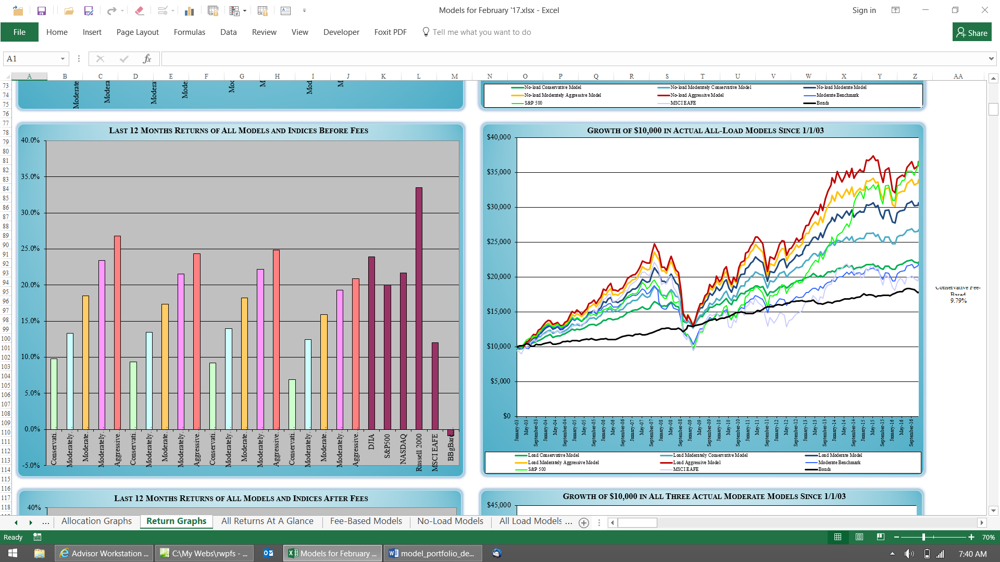 Models for February '17.xlsx - Excel
Sign in
File Home Insert Page Layout Formulas Data Review View Developer Foxit PDF Tell me what you want to do Share
A1
fx
A B C D E F G H I J K L M N O P Q R S T U V W X Y Z AA
73
74
75
76
77
78
79
80
81
82
83
84
85
86
87
88
89
90
91
92
93
94
95
96
97
98
99
100
101
102
103
104
105
106
107
108
109
110
111
112
113
114
115
116
117
118
Moderate
Modera
Modera
Mode
Moc
M
Mod
M
No-load Conservative Model No-load Moderately Conservative Model No-load Moderate Model
No-load Moderately Aggressive Model No-load Aggressive Model Moderate Benchmark
S&P 500 MSCI EAFE Bonds
LAST 12 MONTHS RETURNS OF ALL MODELS AND INDICES BEFORE FEES
40.0%
35.0%
30.0%
25.0%
20.0%
15.0%
10.0%
5.0%
0.0%
-5.0%
Conservati.
Moderately.
Moderate.
Moderately.
Aggressive.
Conservati.
Moderately.
Moderate.
Moderately.
Aggressive.
Conservati.
Moderately.
Moderate.
Moderately.
Aggressive.
Conservati.
Moderately.
Moderate.
Moderately.
Aggressive.
DJIA
S&P500
NASDAQ
Russell 2000
MSCI EAFE
BBgBarc.
GROWTH OF $10,000 IN ACTUAL ALL-LOAD MODELS SINCE 1/1/03
$40,000
$35,000
$30,000
$25,000
$20,000
$15,000
$10,000
$5,000
$0
January-03
May-03
September-03
January-04
May-04
September-04
January-05
May-05
September-05
January-06
May-06
September-06
January-07
May-07
September-07
January-08
May-08
September-08
January-09
May-09
September-09
January-10
May-10
September-10
January-11
May-11
September-11
January-12
May-12
September-12
January-13
May-13
September-13
January-14
May-14
September-14
January-15
May-15
September-15
January-16
May-16
September-16
Load Conservative Model Load Moderately Conservative Model Load Moderate Model
Load Moderately Aggressive Model Load Aggressive Model Moderate Benchmark
S&P 500 MSCI EAFE Bonds
Conservative Fee-
Based
9.79%
LAST 12 MONTHS RETURNS OF ALL MODELS AND INDICES AFTER FEES
40%
GROWTH OF $10,000 IN ALL THREE ACTUAL MODERATE MODELS SINCE 1/1/03
$45,000
... Allocation Graphs Return Graphs All Returns At A Glance Fee-Based Models No-Load Models All Load Models ...
Ready
70%
Advisor Workstation ... C:\My Webs\rwpfs - ... Models for February ... model_portfolio_de...
7:40 AM